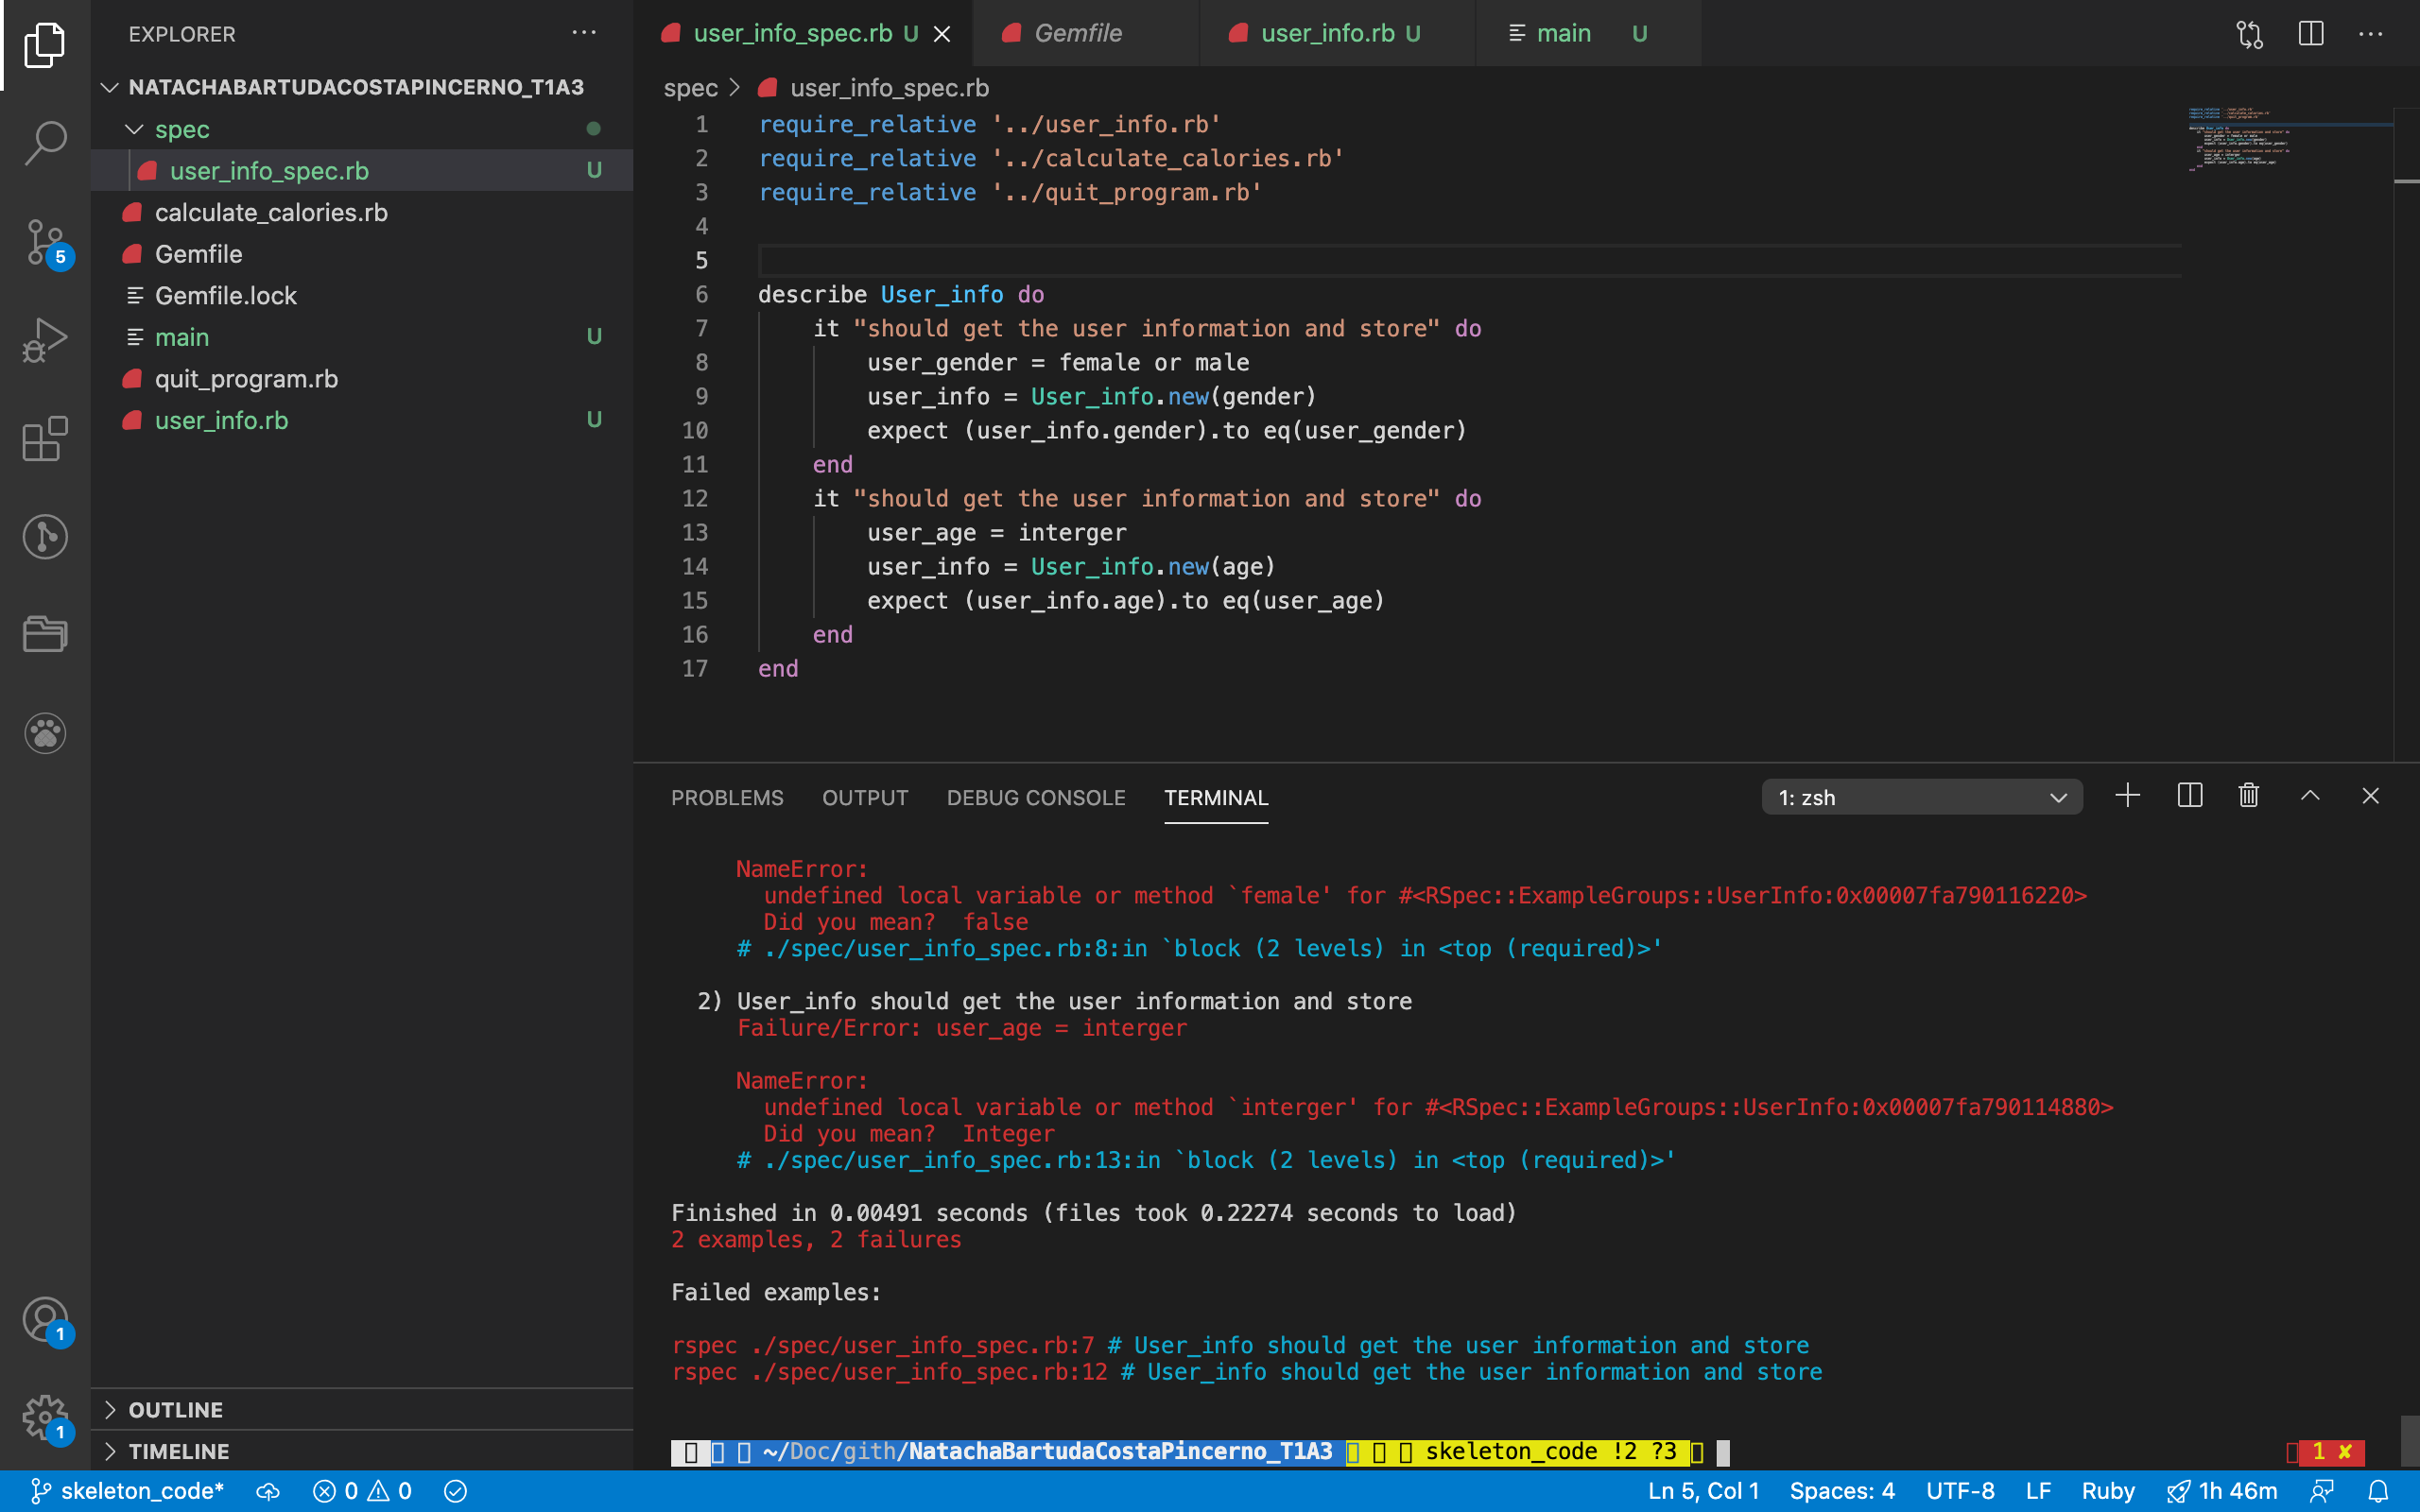 EXPLORER
NATACHABARTUDACOSTAPINCERNO_T1A3
spec
user_info_spec.rb U
calculate_calories.rb
Gemfile
Gemfile.lock
main U
quit_program.rb
user_info.rb U
OUTLINE
TIMELINE
5
1
1
user_info_spec.rb U Gemfile user_info.rb U main U
spec > user_info_spec.rb
1 require_relative '../user_info.rb'
2 require_relative '../calculate_calories.rb'
3 require_relative '../quit_program.rb'
4
5
6 describe User_info do
7 it "should get the user information and store" do
8 user_gender = female or male
9 user_info = User_info.new(gender)
10 expect (user_info.gender).to eq(user_gender)
11 end
12 it "should get the user information and store" do
13 user_age = interger
14 user_info = User_info.new(age)
15 expect (user_info.age).to eq(user_age)
16 end
17 end
PROBLEMS OUTPUT DEBUG CONSOLE TERMINAL 1: zsh
NameError:
undefined local variable or method `female' for #<RSpec::ExampleGroups::UserInfo:0x00007fa790116220>
Did you mean?  false
# ./spec/user_info_spec.rb:8:in `block (2 levels) in <top (required)>'
2) User_info should get the user information and store
Failure/Error: user_age = interger
NameError:
undefined local variable or method `interger' for #<RSpec::ExampleGroups::UserInfo:0x00007fa790114880>
Did you mean?  Integer
# ./spec/user_info_spec.rb:13:in `block (2 levels) in <top (required)>'
Finished in 0.00491 seconds (files took 0.22274 seconds to load)
2 examples, 2 failures
Failed examples:
rspec ./spec/user_info_spec.rb:7 # User_info should get the user information and store
rspec ./spec/user_info_spec.rb:12 # User_info should get the user information and store
~/Doc/gith/NatachaBartudaCostaPincerno_T1A3 skeleton_code !2 ?3 1 ✘
skeleton_code* 0 0 Ln 5, Col 1 Spaces: 4 UTF-8 LF Ruby 1h 46m